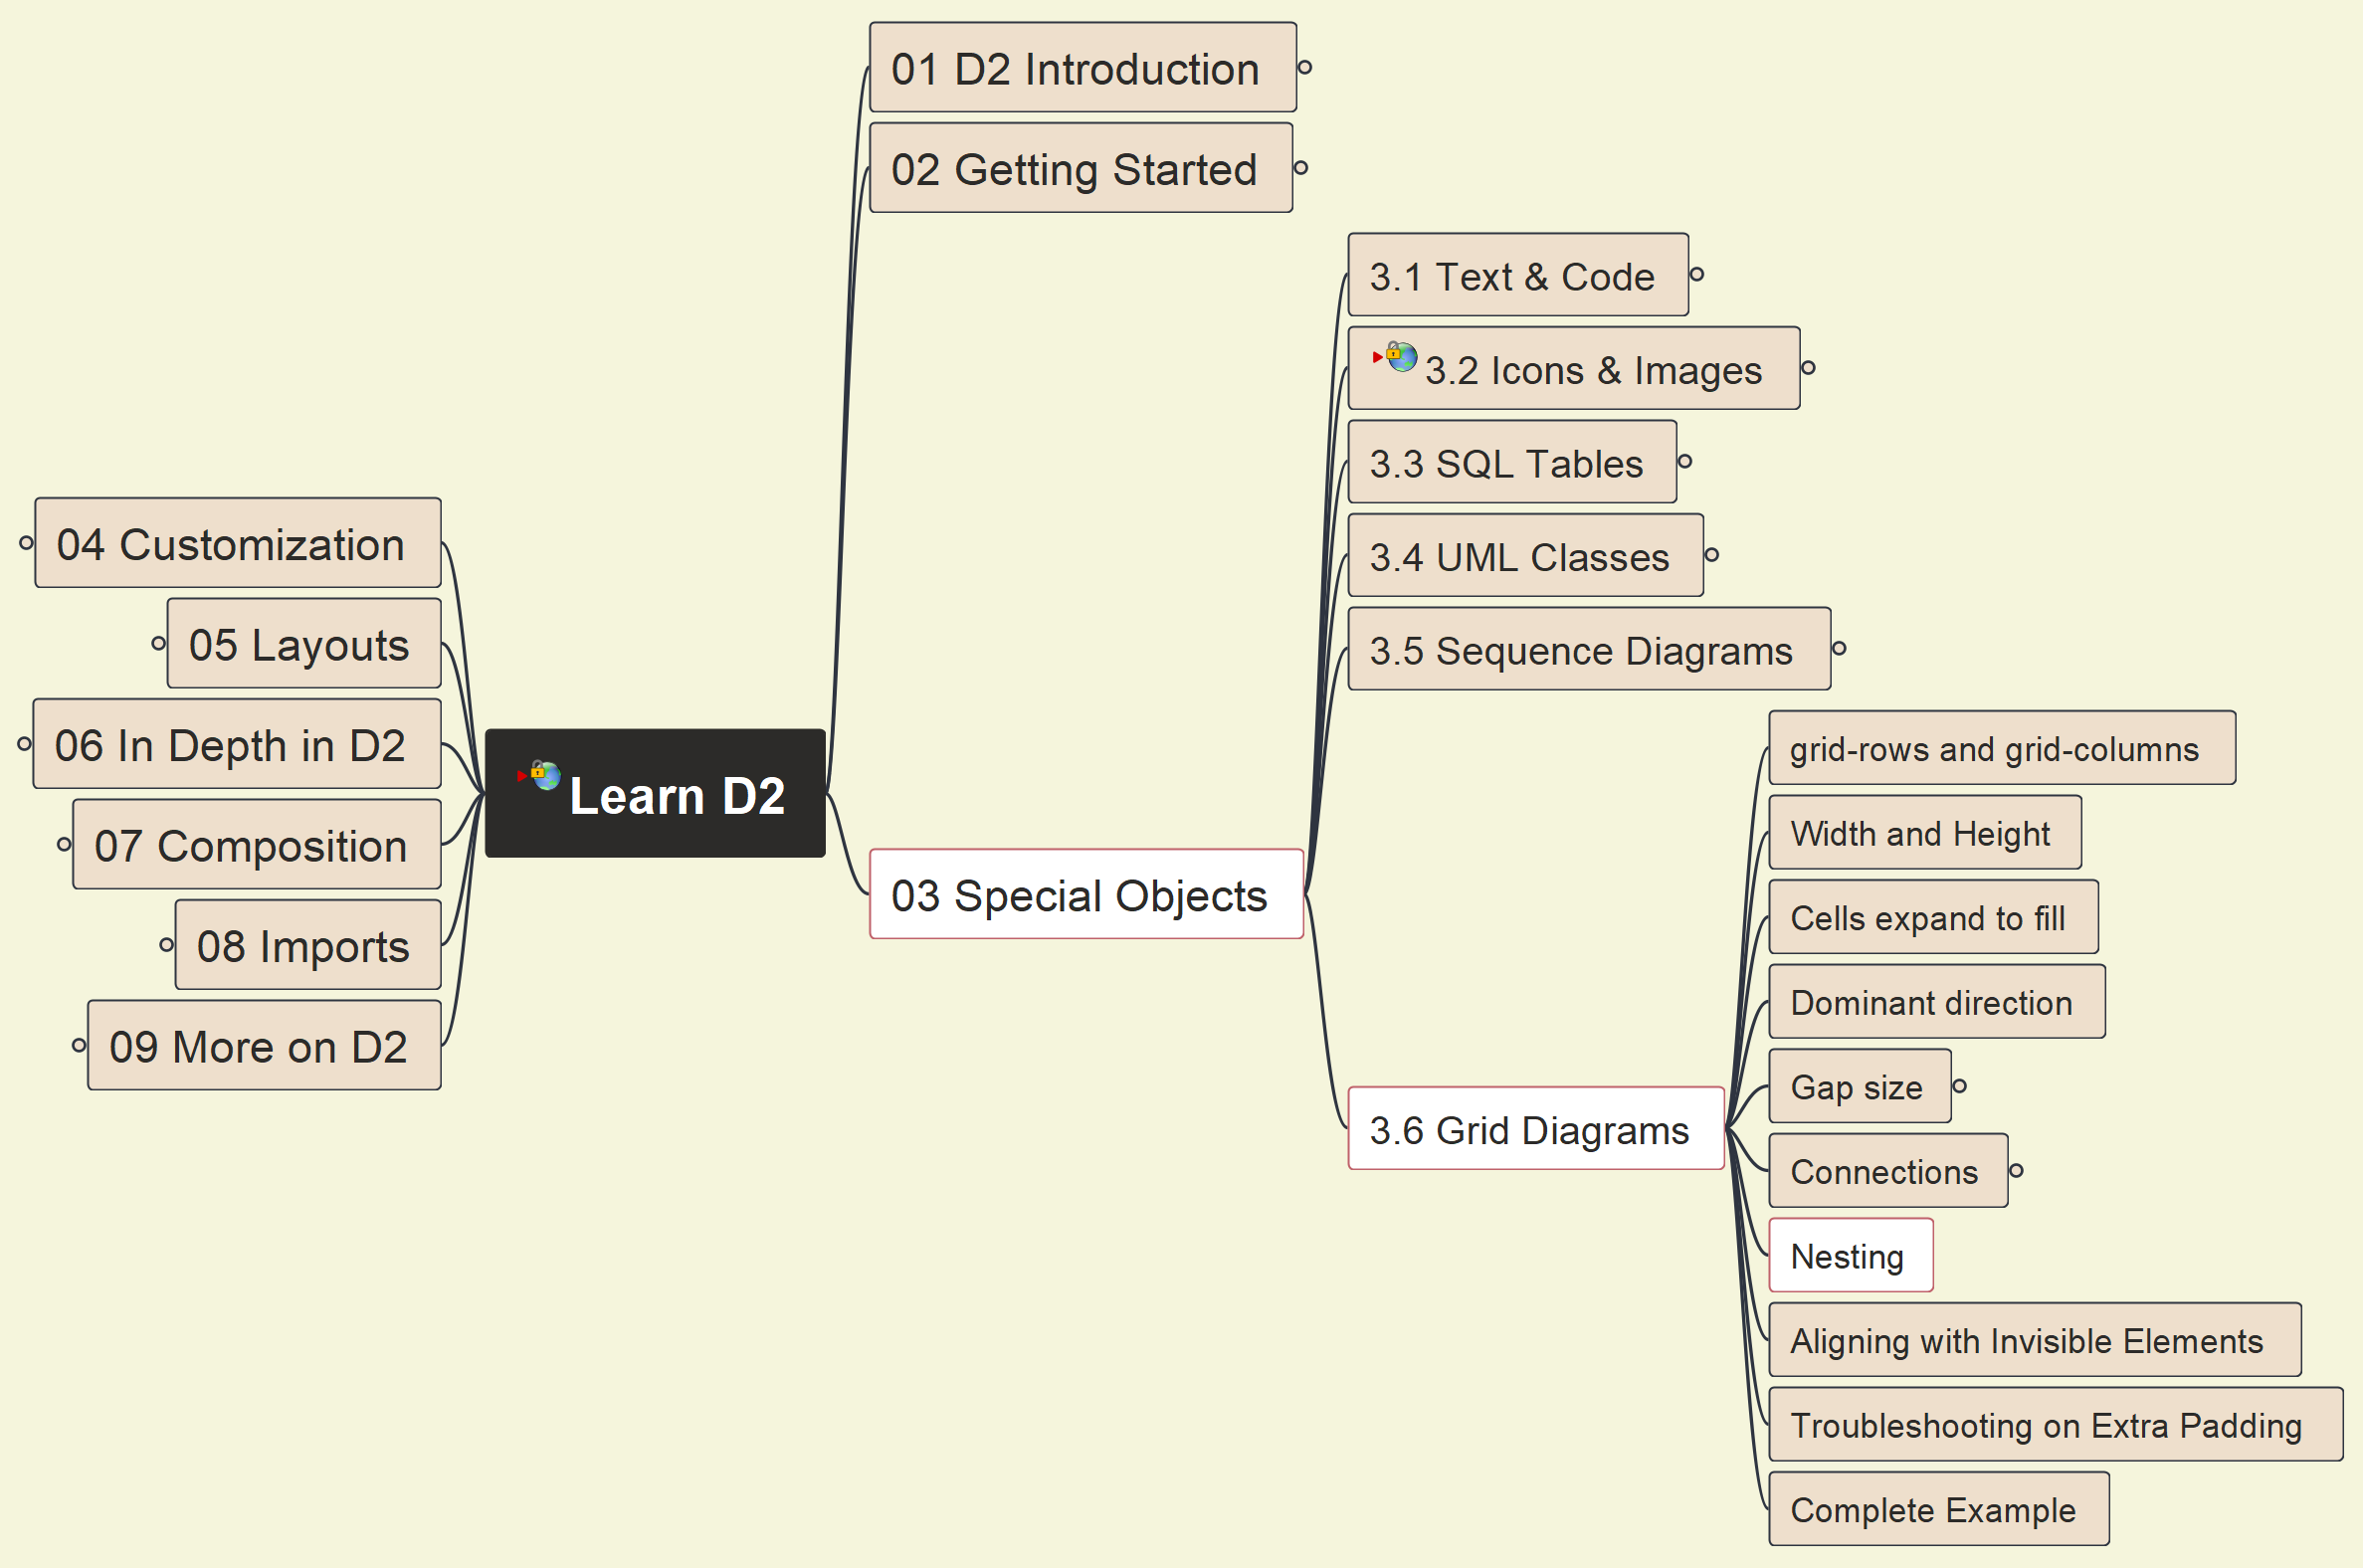 Learn D2
01 D2 Introduction
02 Getting Started
03 Special Objects
3.1 Text & Code
3.2 Icons & Images
3.3 SQL Tables
3.4 UML Classes
3.5 Sequence Diagrams
3.6 Grid Diagrams
grid-rows and grid-columns
Width and Height
Cells expand to fill
Dominant direction
Gap size
Connections
Nesting
Aligning with Invisible Elements
Troubleshooting on Extra Padding
Complete Example
04 Customization
05 Layouts
06 In Depth in D2
07 Composition
08 Imports
09 More on D2